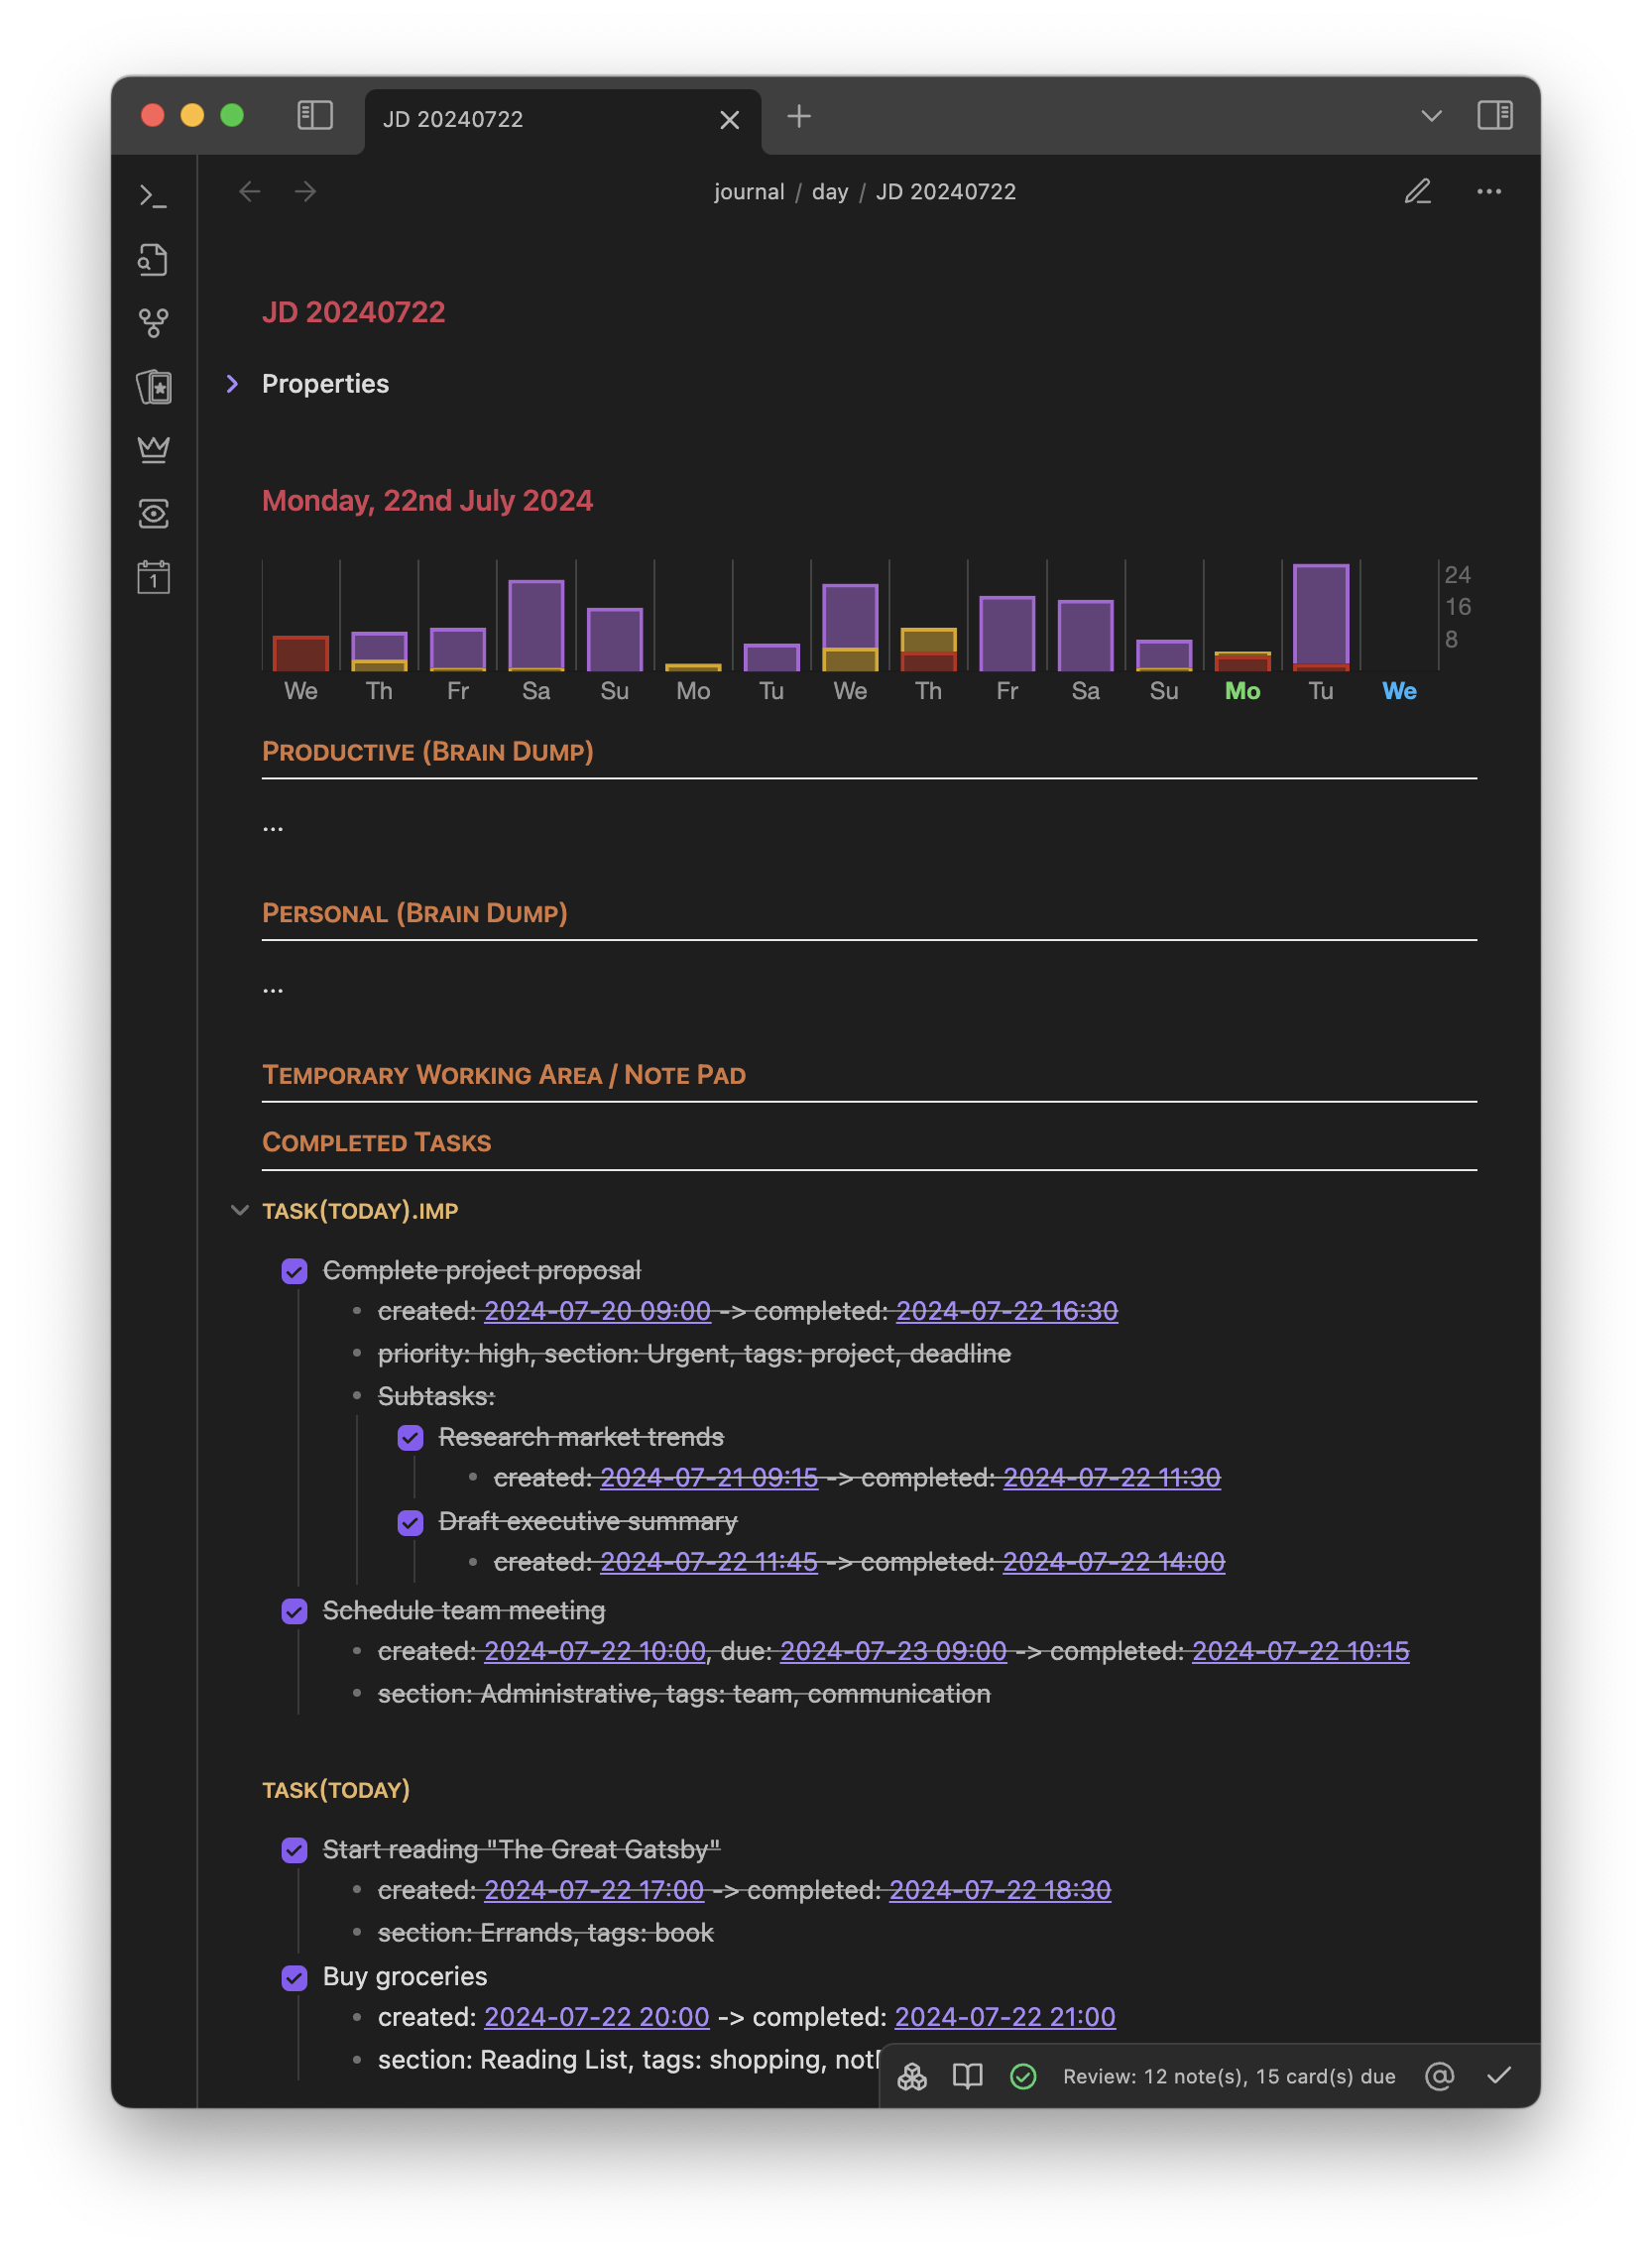 JD 20240722
journal / day / JD 20240722
JD 20240722
Properties
Monday, 22nd July 2024
24
16
8
We Th Fr Sa Su Mo Tu We Th Fr Sa Su Mo Tu We
PRODUCTIVE (BRAIN DUMP)
...
PERSONAL (BRAIN DUMP)
...
TEMPORARY WORKING AREA / NOTE PAD
COMPLETED TASKS
TASK(TODAY).IMP
Complete project proposal
created: 2024-07-20 09:00 -> completed: 2024-07-22 16:30
priority: high, section: Urgent, tags: project, deadline
Subtasks:
Research market trends
created: 2024-07-21 09:15 -> completed: 2024-07-22 11:30
Draft executive summary
created: 2024-07-22 11:45 -> completed: 2024-07-22 14:00
Schedule team meeting
created: 2024-07-22 10:00, due: 2024-07-23 09:00 -> completed: 2024-07-22 10:15
section: Administrative, tags: team, communication
TASK(TODAY)
Start reading "The Great Gatsby"
created: 2024-07-22 17:00 -> completed: 2024-07-22 18:30
section: Errands, tags: book
Buy groceries
created: 2024-07-22 20:00 -> completed: 2024-07-22 21:00
section: Reading List, tags: shopping,
1
Review: 12 note(s), 15 card(s) due